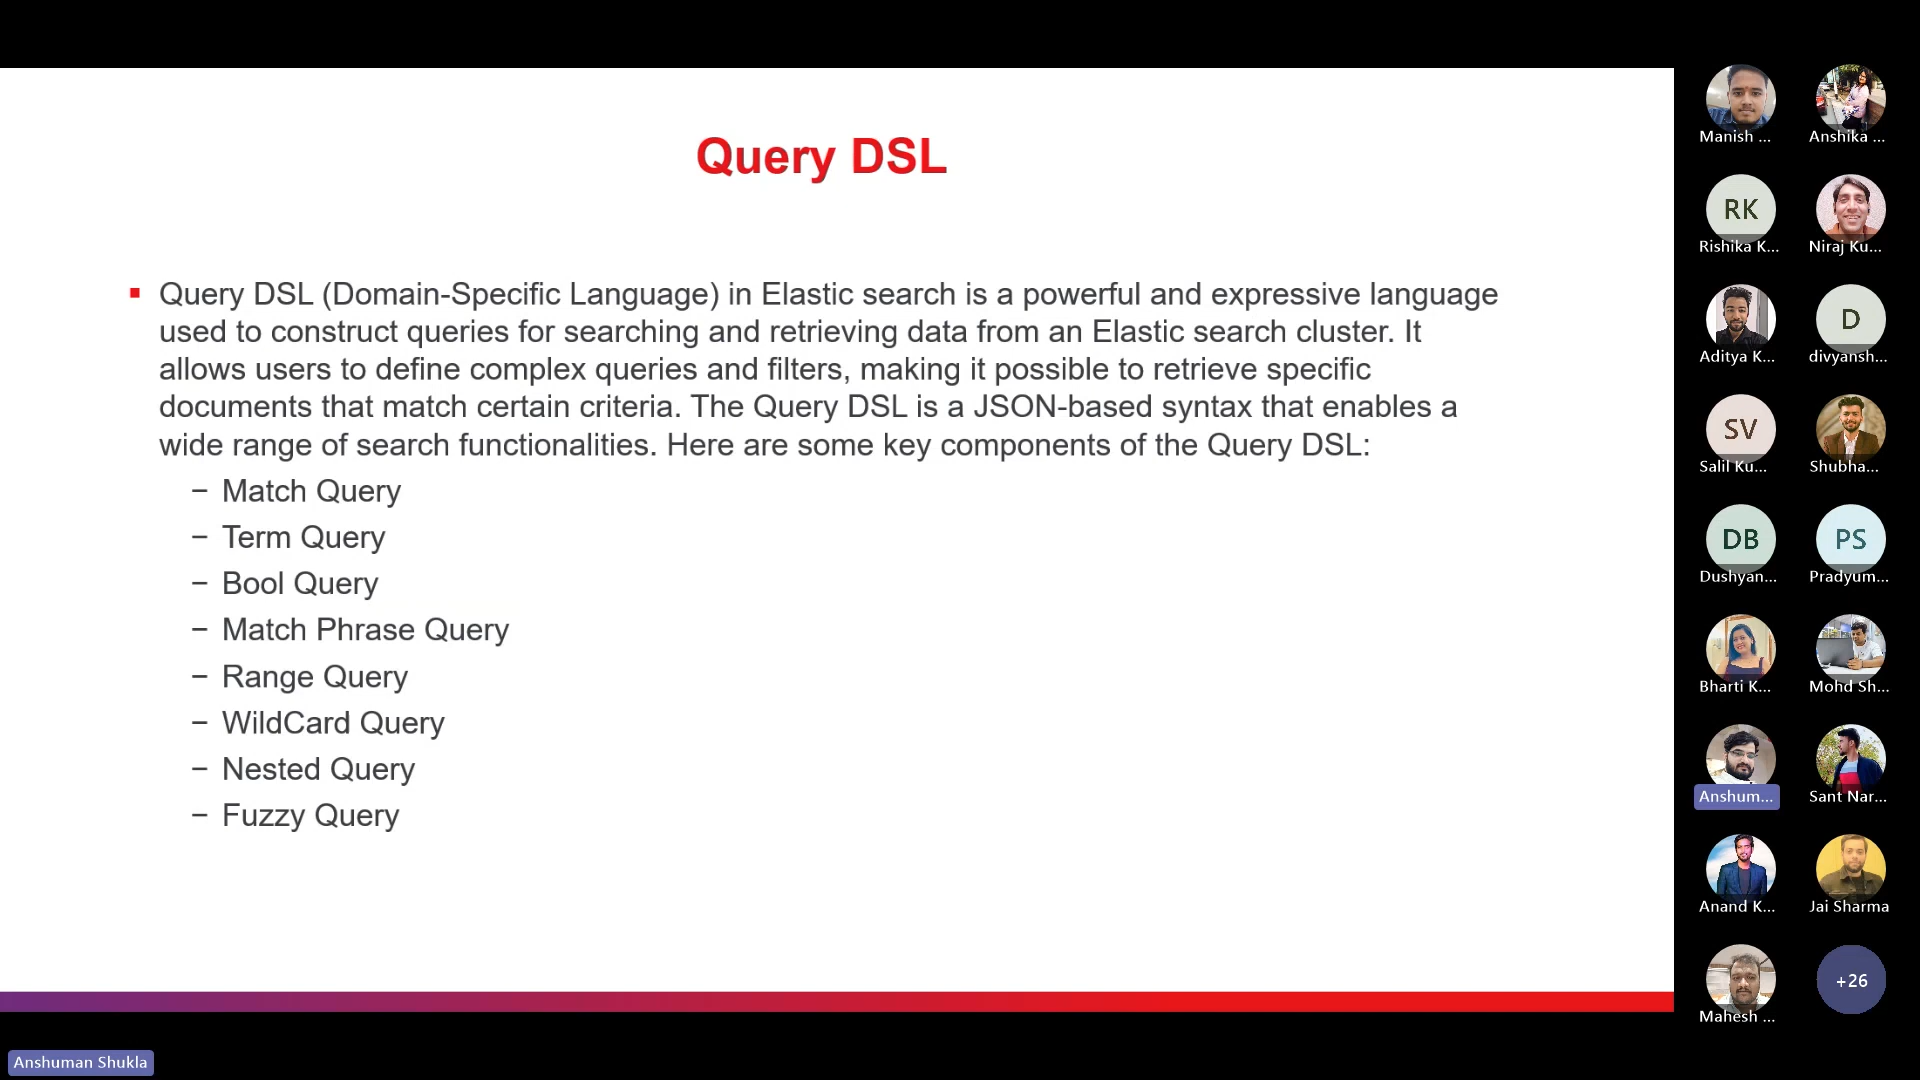 Query DSL
▪ Query DSL (Domain-Specific Language) in Elastic search is a powerful and expressive language
used to construct queries for searching and retrieving data from an Elastic search cluster. It
allows users to define complex queries and filters, making it possible to retrieve specific
documents that match certain criteria. The Query DSL is a JSON-based syntax that enables a
wide range of search functionalities. Here are some key components of the Query DSL:
− Match Query
− Term Query
− Bool Query
− Match Phrase Query
− Range Query
− WildCard Query
− Nested Query
− Fuzzy Query
Manish ...
Anshika ...
RK
Rishika K...
Niraj Ku...
Aditya K...
D
divyansh...
SV
Salil Ku...
Shubha...
DB
Dushyan...
PS
Pradyum...
Bharti K...
Mohd Sh...
Anshum...
Sant Nar...
Anand K...
Jai Sharma
Mahesh ...
+26
Anshuman Shukla